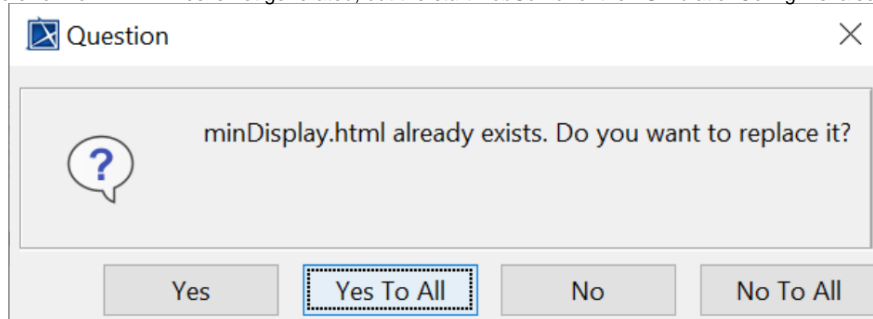 Question
minDisplay.html already exists. Do you want to replace it?
Yes
Yes To All
No
No To All